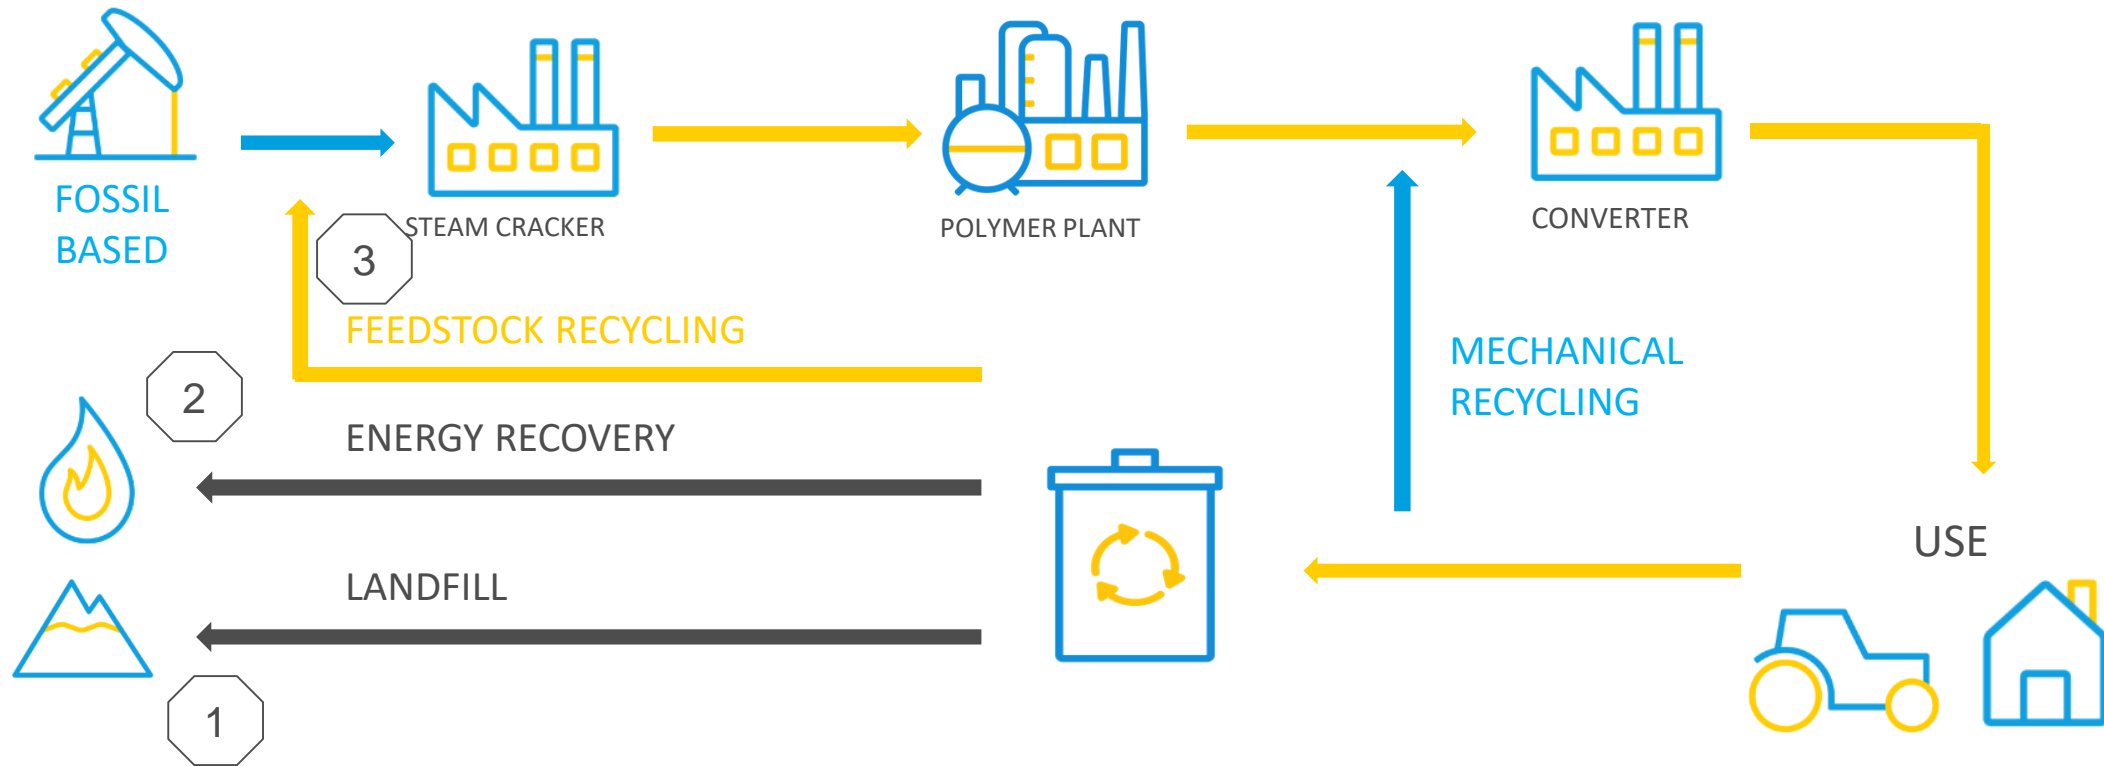 FOSSIL
BASED
STEAM CRACKER
POLYMER PLANT
CONVERTER
3
FEEDSTOCK RECYCLING
MECHANICAL
RECYCLING
2
ENERGY RECOVERY
USE
LANDFILL
1